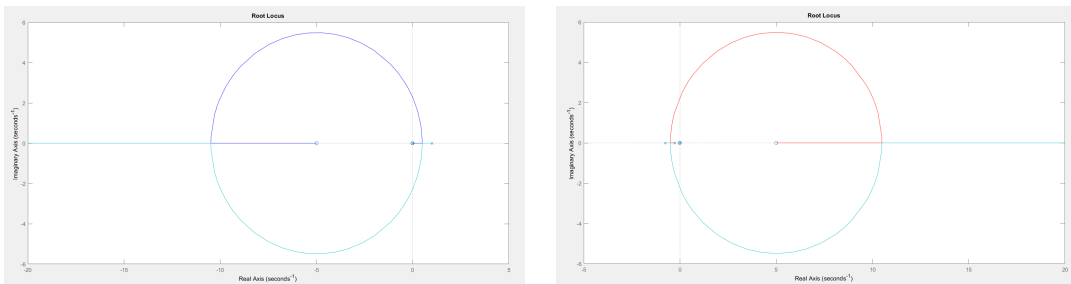 Root Locus
6
4
2
0
-2
-4
-6
Imaginary Axis (seconds⁻¹)
-20 -15 -10 -5 0 5
Real Axis (seconds⁻¹)
Root Locus
6
4
2
0
-2
-4
-6
Imaginary Axis (seconds⁻¹)
-5 0 5 10 15 20
Real Axis (seconds⁻¹)